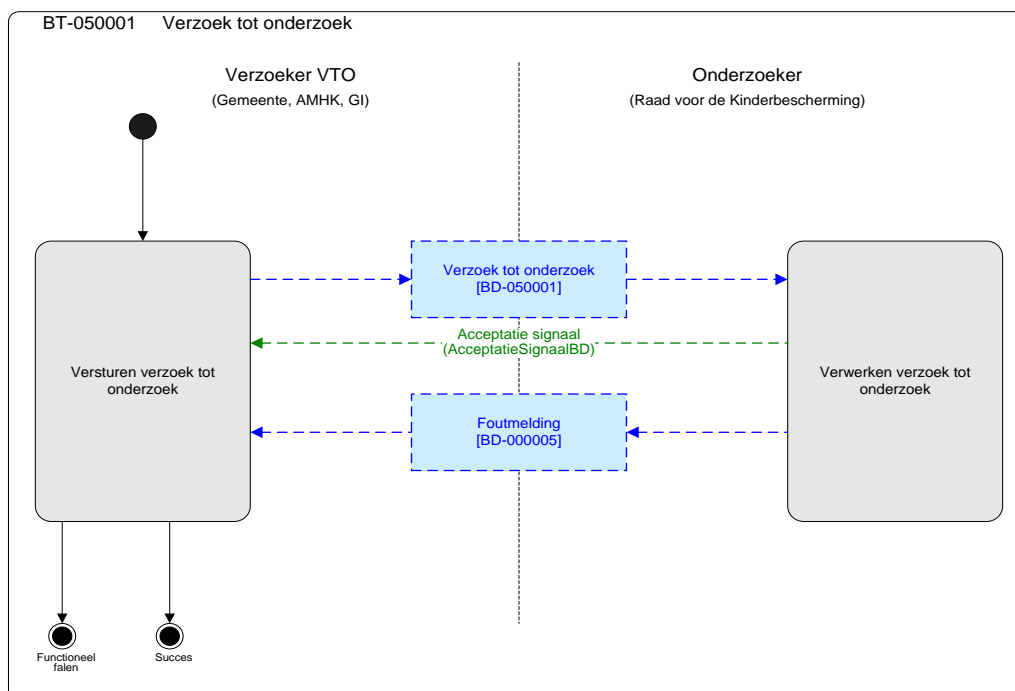 BT-050001 Verzoek tot onderzoek
Verzoeker VTO
(Gemeente, AMHK, GI)
Onderzoeker
(Raad voor de Kinderbescherming)
Verzoek tot onderzoek
[BD-050001]
Acceptatie signaal
(AcceptatieSignaalBD)
Versturen verzoek tot
onderzoek
Verwerken verzoek tot
onderzoek
Foutmelding
[BD-000005]
Functioneel
falen
Succes